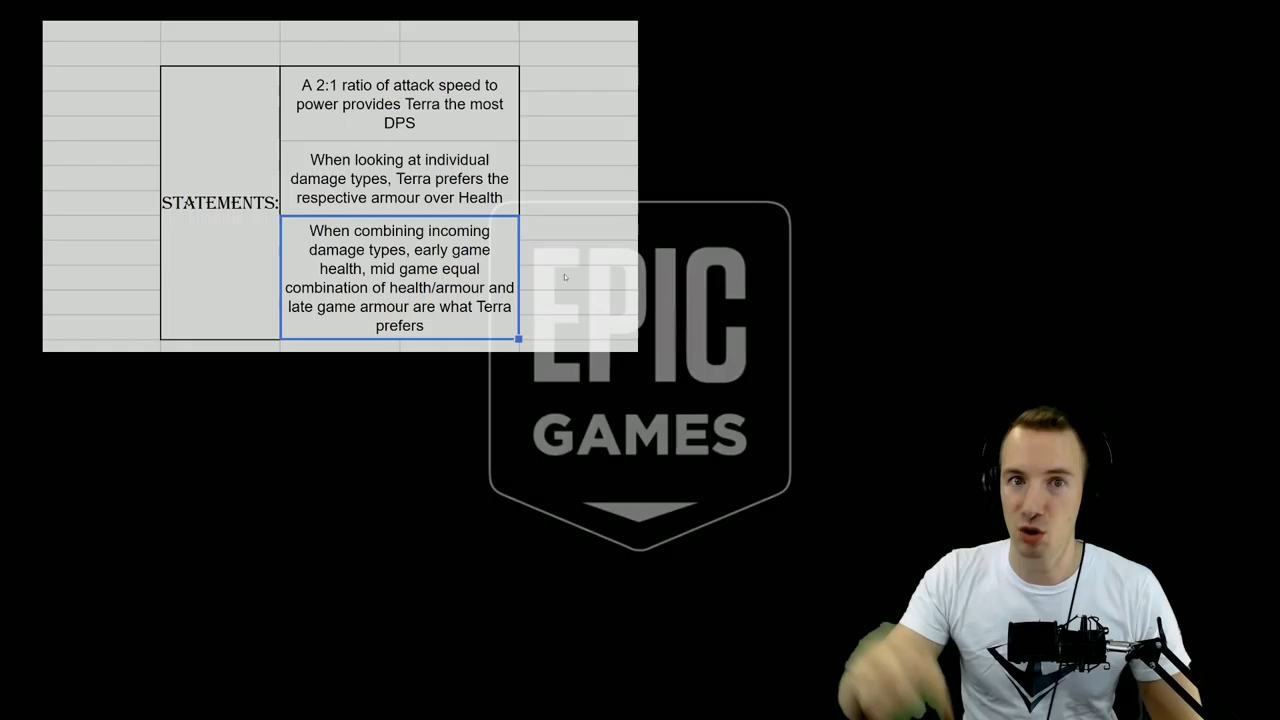 A 2:1 ratio of attack speed to
power provides Terra the most
DPS
When looking at individual
damage types, Terra prefers the
respective armour over Health
STATEMENTS:
When combining incoming
damage types, early game
health, mid game equal
combination of health/armour and
late game armour are what Terra
prefers
EPIC
GAMES